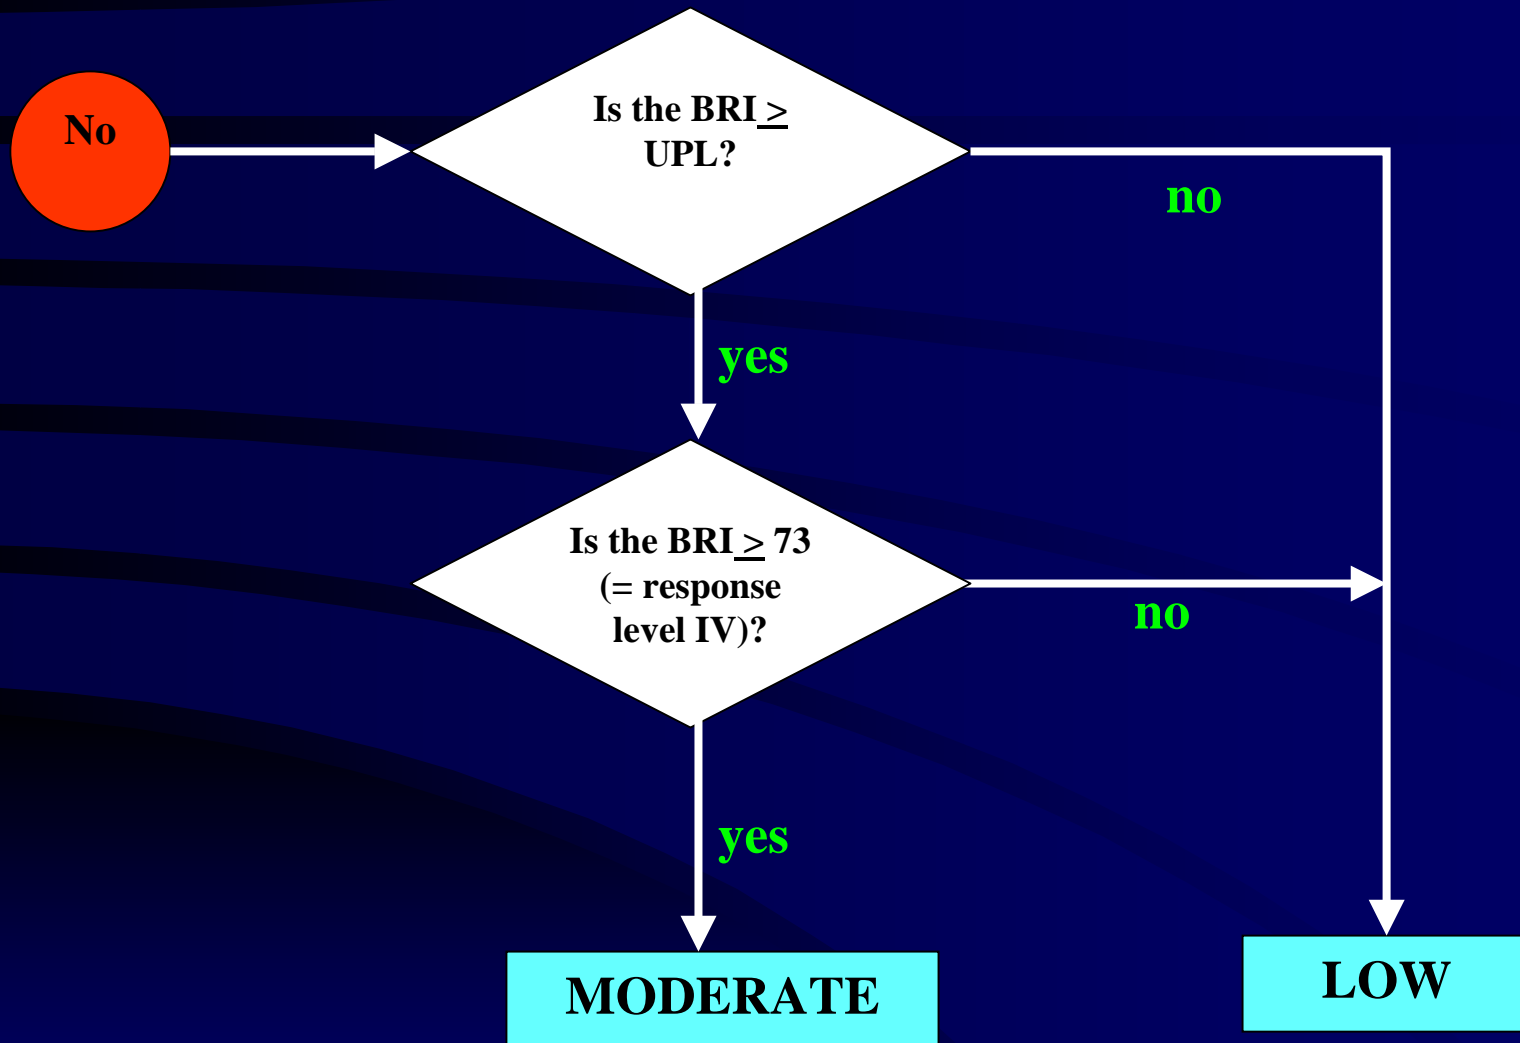 No
Is the BRI >
UPL?
no
yes
Is the BRI > 73
(= response
level IV)?
no
yes
MODERATE
LOW